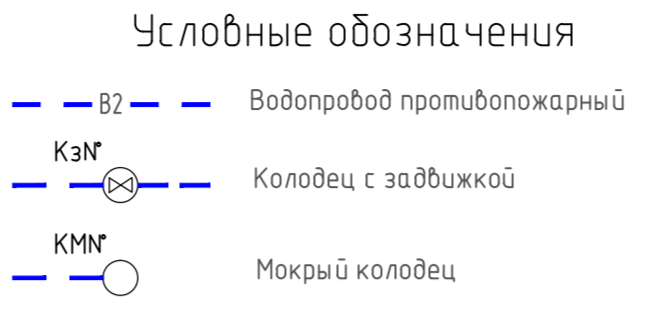 Условные обозначения
В2 Водопровод противопожарный
КзN°
Колодец с задвижкой
КМN°
Мокрый колодец